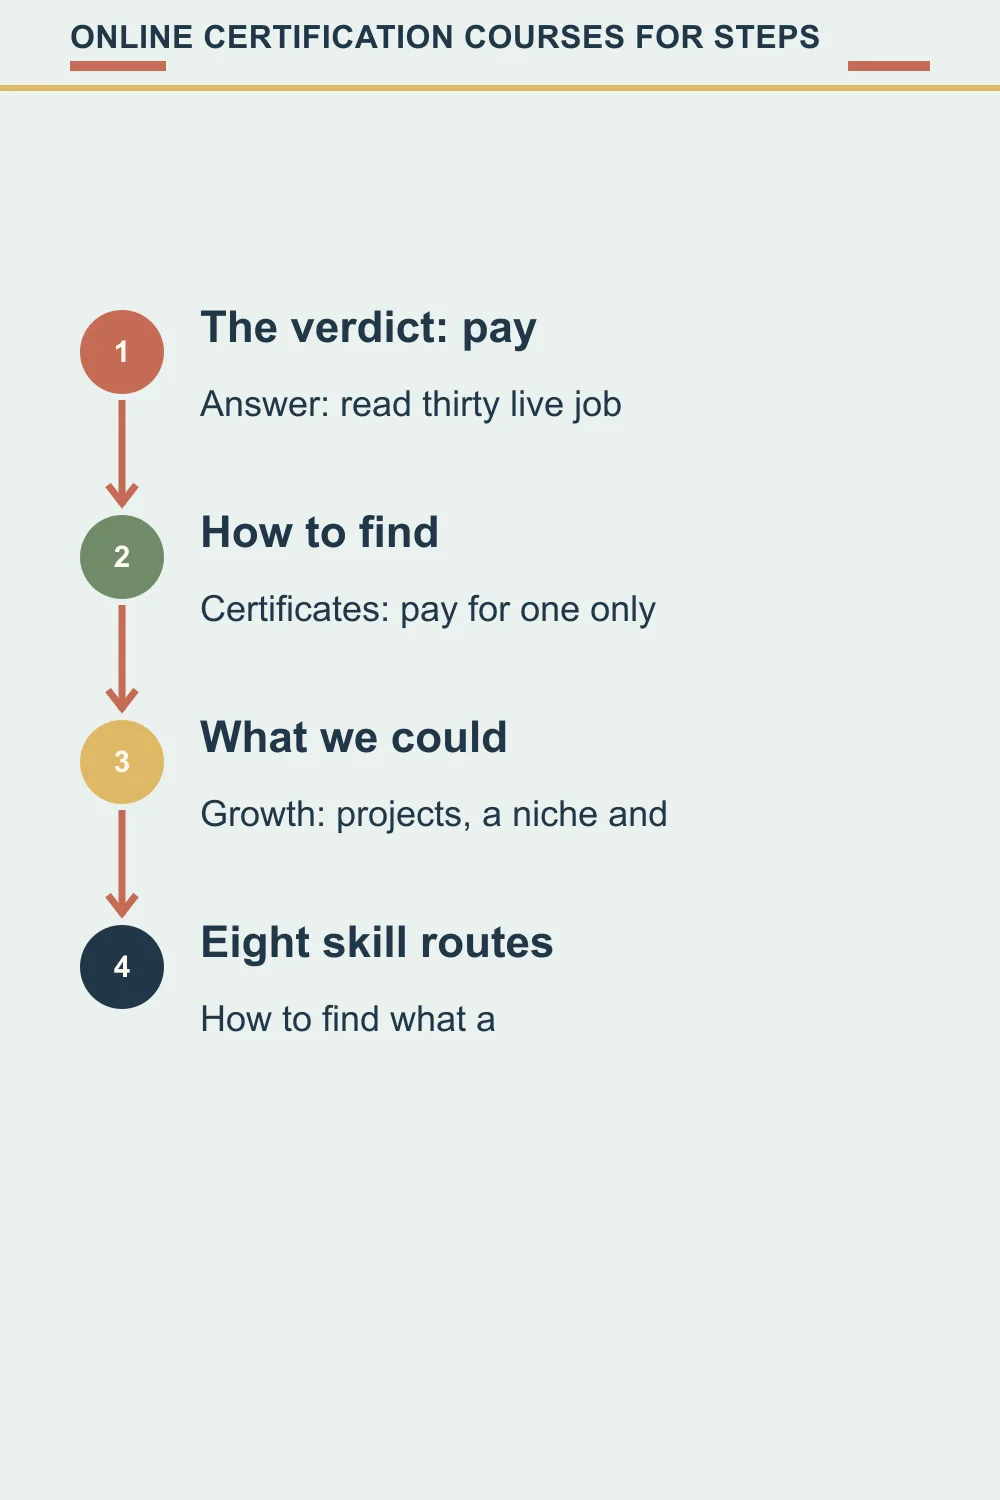 ONLINE CERTIFICATION COURSES FOR STEPS
1
The verdict: pay
Answer: read thirty live job
2
How to find
Certificates: pay for one only
3
What we could
Growth: projects, a niche and
4
Eight skill routes
How to find what a